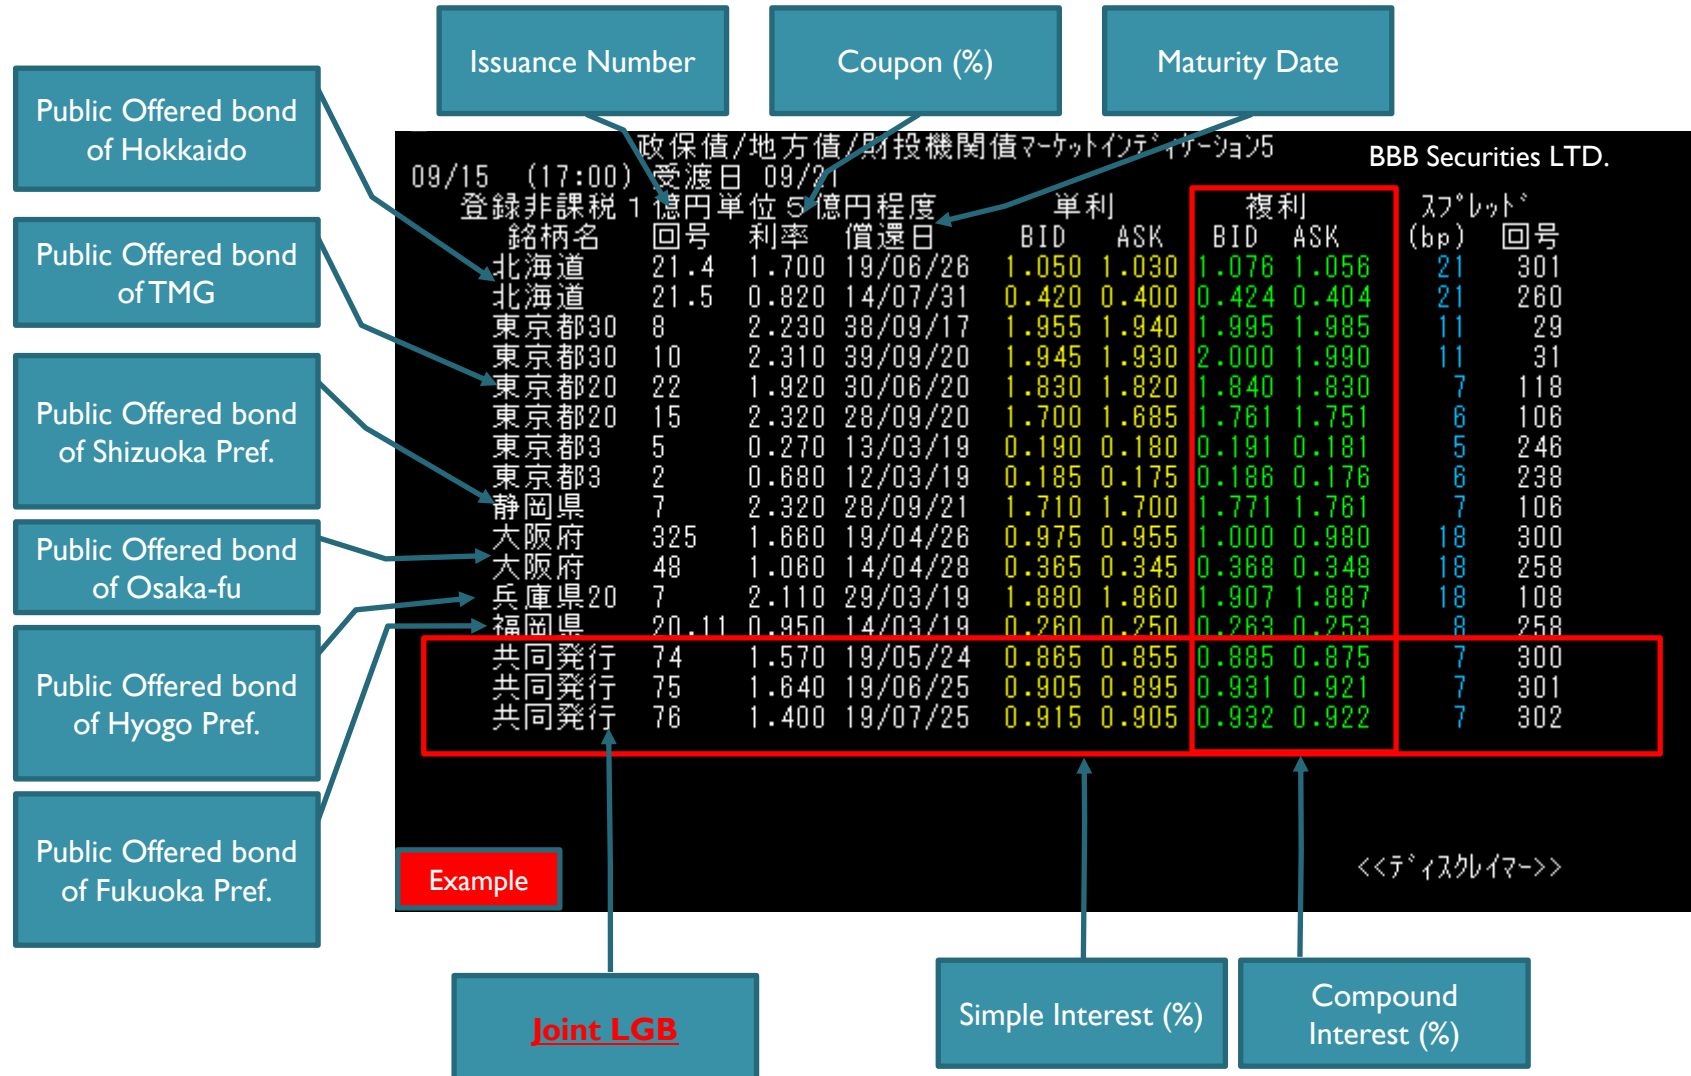 Issuance Number
Coupon (%)
Maturity Date
Public Offered bond
of Hokkaido
Public Offered bond
of TMG
Public Offered bond
of Shizuoka Pref.
Public Offered bond
of Osaka-fu
Public Offered bond
of Hyogo Pref.
Public Offered bond
of Fukuoka Pref.
政保債/地方債/財投機関債マーケットインディケーション5
BBB Securities LTD.
09/15 (17:00) 受渡日 09/21
登録非課税1億円単位5億円程度 単利 複利 スプレッド
銘柄名 回号 利率 償還日 BID ASK BID ASK (bp) 回号
北海道 21.4 1.700 19/06/26 1.050 1.030 1.076 1.056 21 301
北海道 21.5 0.820 14/07/31 0.420 0.400 0.424 0.404 21 260
東京都30 8 2.230 38/09/17 1.955 1.940 1.995 1.985 11 29
東京都30 10 2.310 39/09/20 1.945 1.930 2.000 1.990 11 31
東京都20 22 1.920 30/06/20 1.830 1.820 1.840 1.830 7 118
東京都20 15 2.320 28/09/20 1.700 1.685 1.761 1.751 6 106
東京都3 5 0.270 13/03/19 0.190 0.180 0.191 0.181 5 246
東京都3 2 0.680 12/03/19 0.185 0.175 0.186 0.176 6 238
静岡県 7 2.320 28/09/21 1.710 1.700 1.771 1.761 7 106
大阪府 325 1.660 19/04/26 0.975 0.955 1.000 0.980 18 300
大阪府 48 1.060 14/04/28 0.365 0.345 0.368 0.348 18 258
兵庫県20 7 2.110 29/03/19 1.880 1.860 1.907 1.887 18 108
福岡県 20.11 0.950 14/03/19 0.260 0.250 0.263 0.253 8 258
共同発行 74 1.570 19/05/24 0.865 0.855 0.885 0.875 7 300
共同発行 75 1.640 19/06/25 0.905 0.895 0.931 0.921 7 301
共同発行 76 1.400 19/07/25 0.915 0.905 0.932 0.922 7 302
<<ディスクレイマー>>
Example
Joint LGB
Simple Interest (%)
Compound
Interest (%)